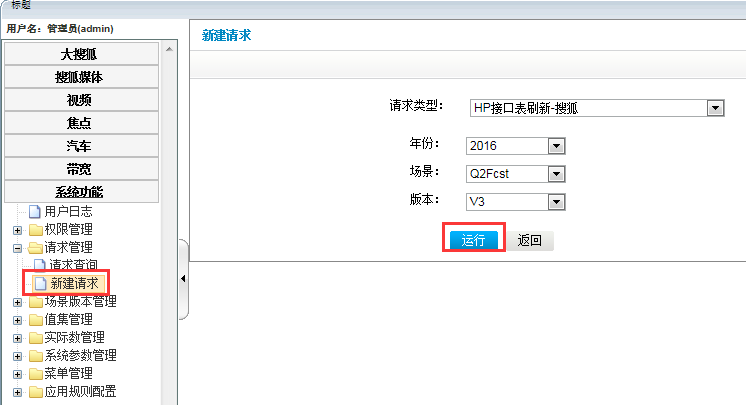 标题
用户名：管理员(admin)
大搜狐
搜狐媒体
视频
焦点
汽车
带宽
系统功能
用户日志
权限管理
请求管理
请求查询
新建请求
场景版本管理
值集管理
实际数管理
系统参数管理
菜单管理
应用规则配置
新建请求
请求类型： HP接口表刷新-搜狐
年份： 2016
场景： Q2Fcst
版本： V3
运行 返回